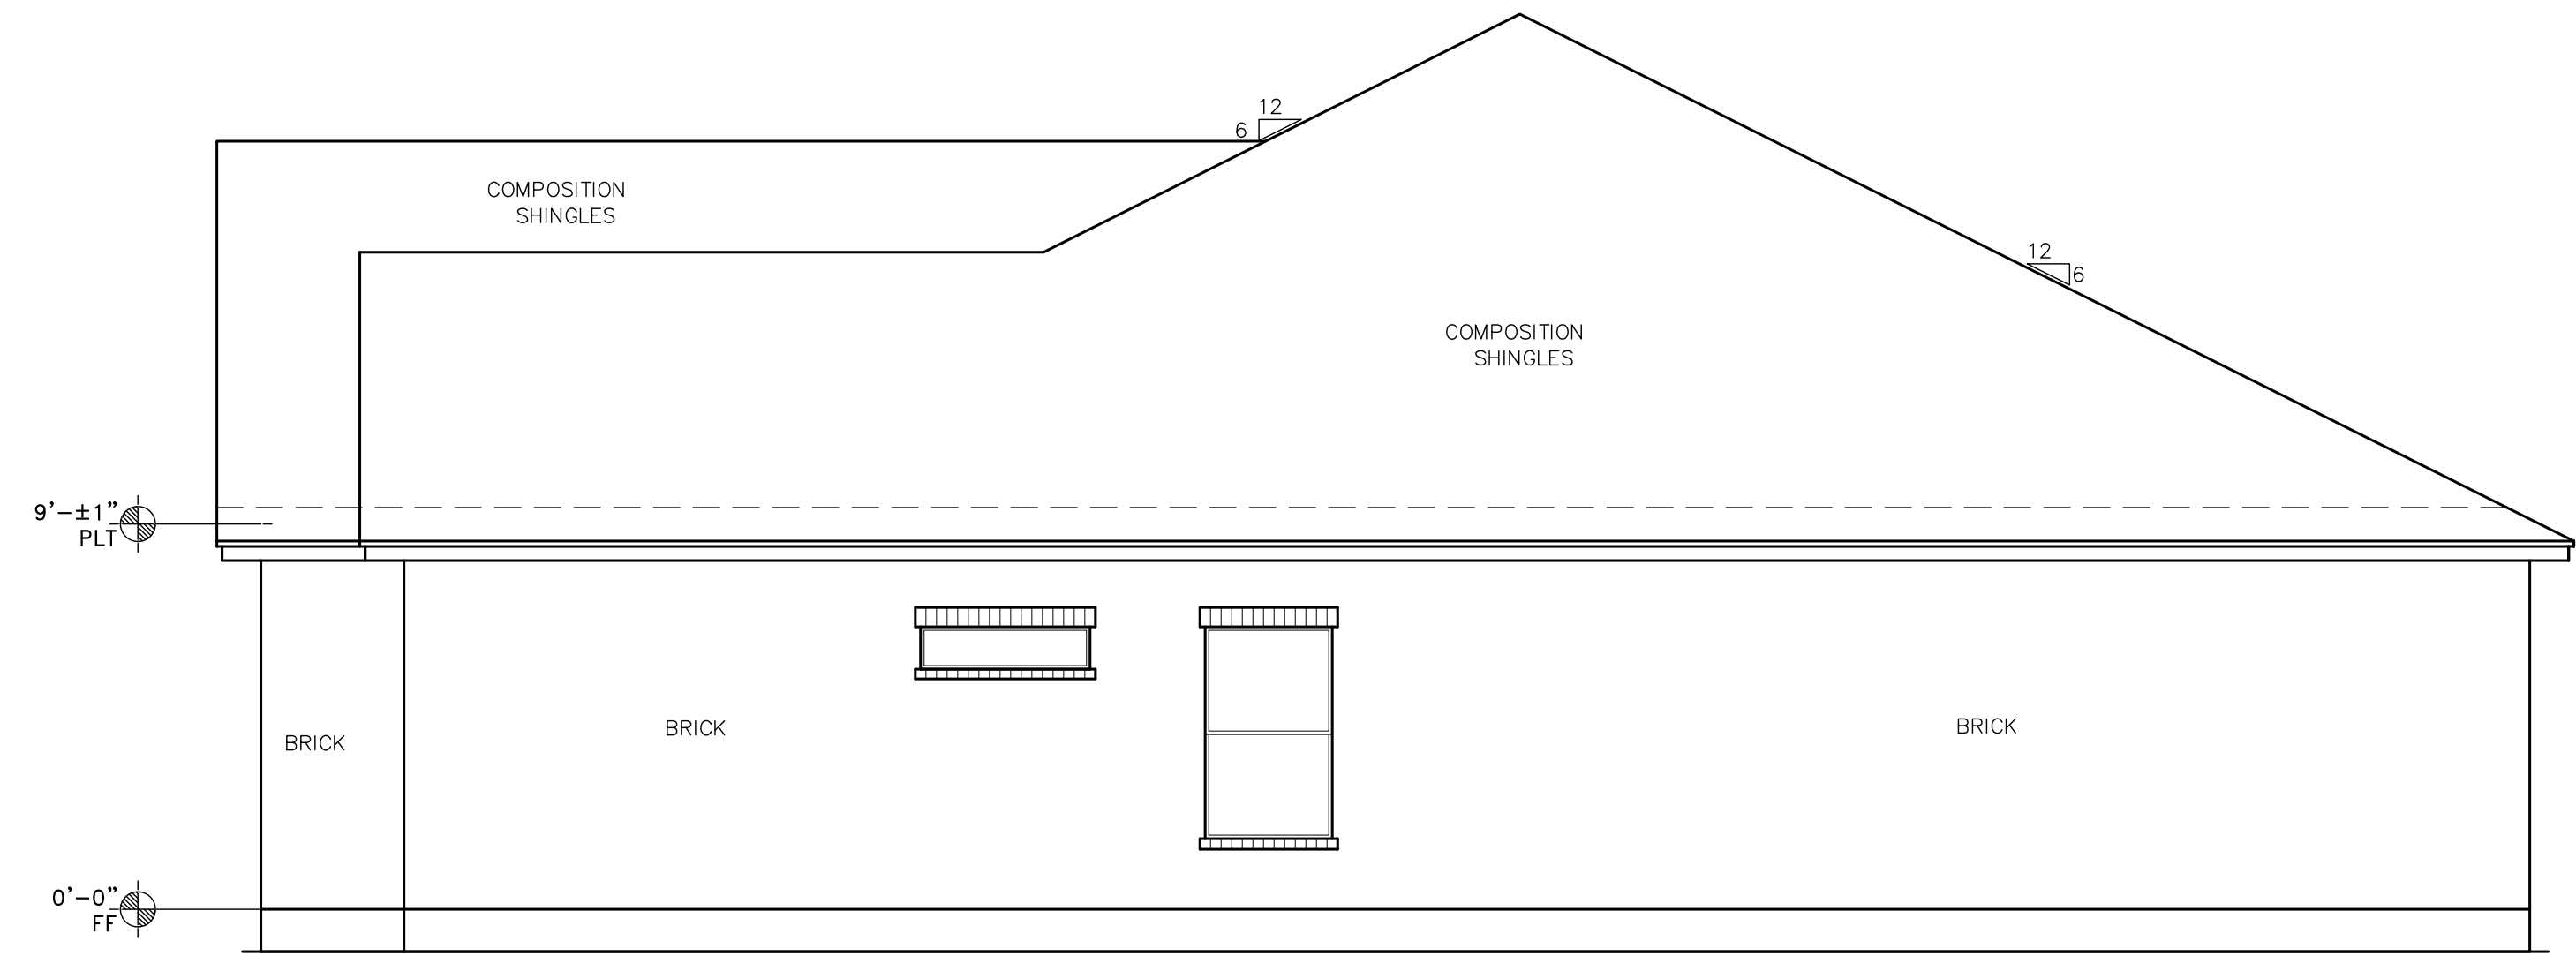 12
6
COMPOSITION
SHINGLES
12
6
COMPOSITION
SHINGLES
9'-±1"
PLT
BRICK
BRICK
BRICK
0'-0"
FF